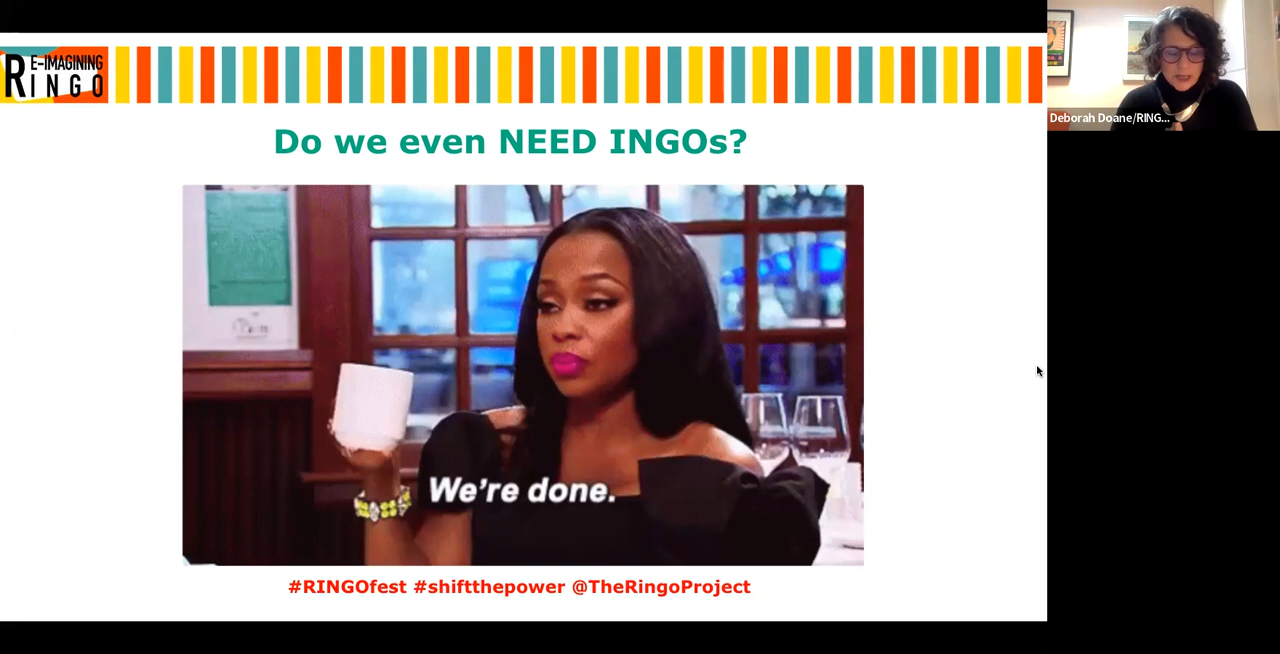 RE-IMAGINING
RINGO
Do we even NEED INGOs?
We're done.
#RINGOfest #shiftthepower @TheRingoProject
Deborah Doane/RING...